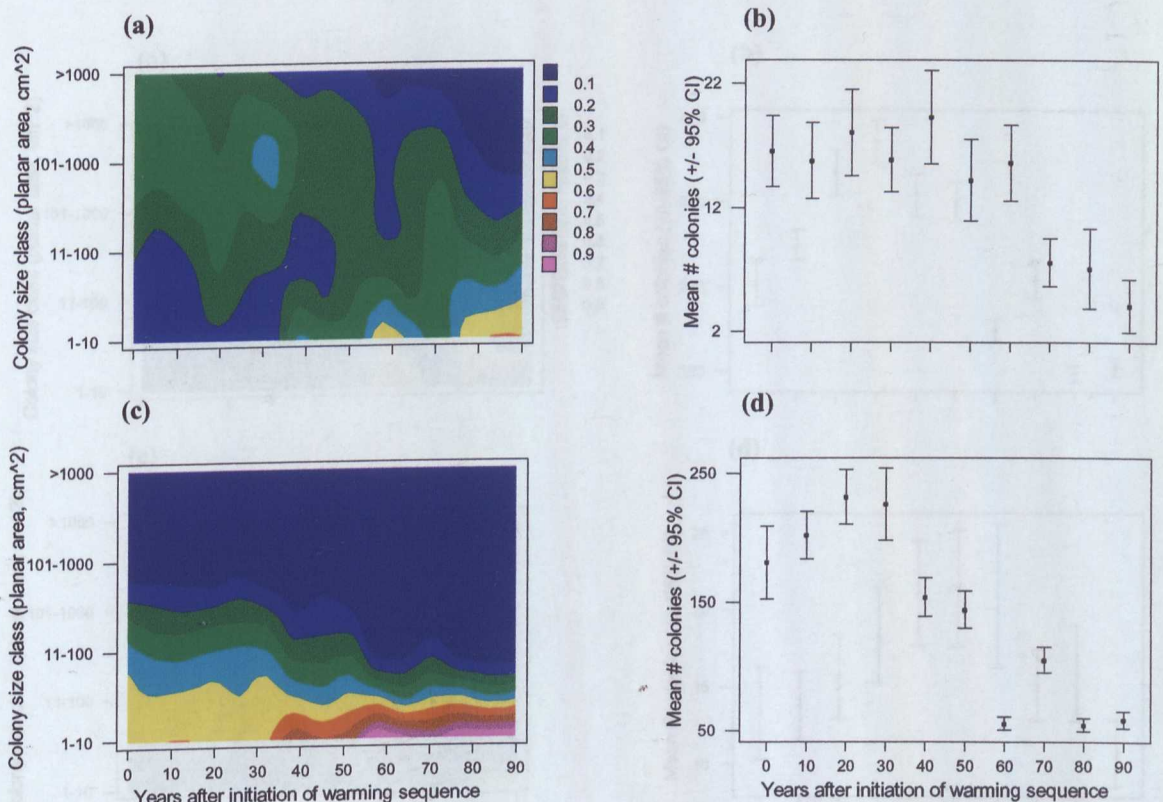 (a)
Colony size class (planar area, cm^2)
>1000
101-1000
11-100
1-10
0.1
0.2
0.3
0.4
0.5
0.6
0.7
0.8
0.9
(b)
Mean # colonies (+/- 95% CI)
22
12
2
(c)
Colony size class (planar area, cm^2)
>1000
101-1000
11-100
1-10
0 10 20 30 40 50 60 70 80 90
Years after initiation of warming sequence
(d)
Mean # colonies (+/- 95% CI)
250
150
50
0 10 20 30 40 50 60 70 80 90
Years after initiation of warming sequence